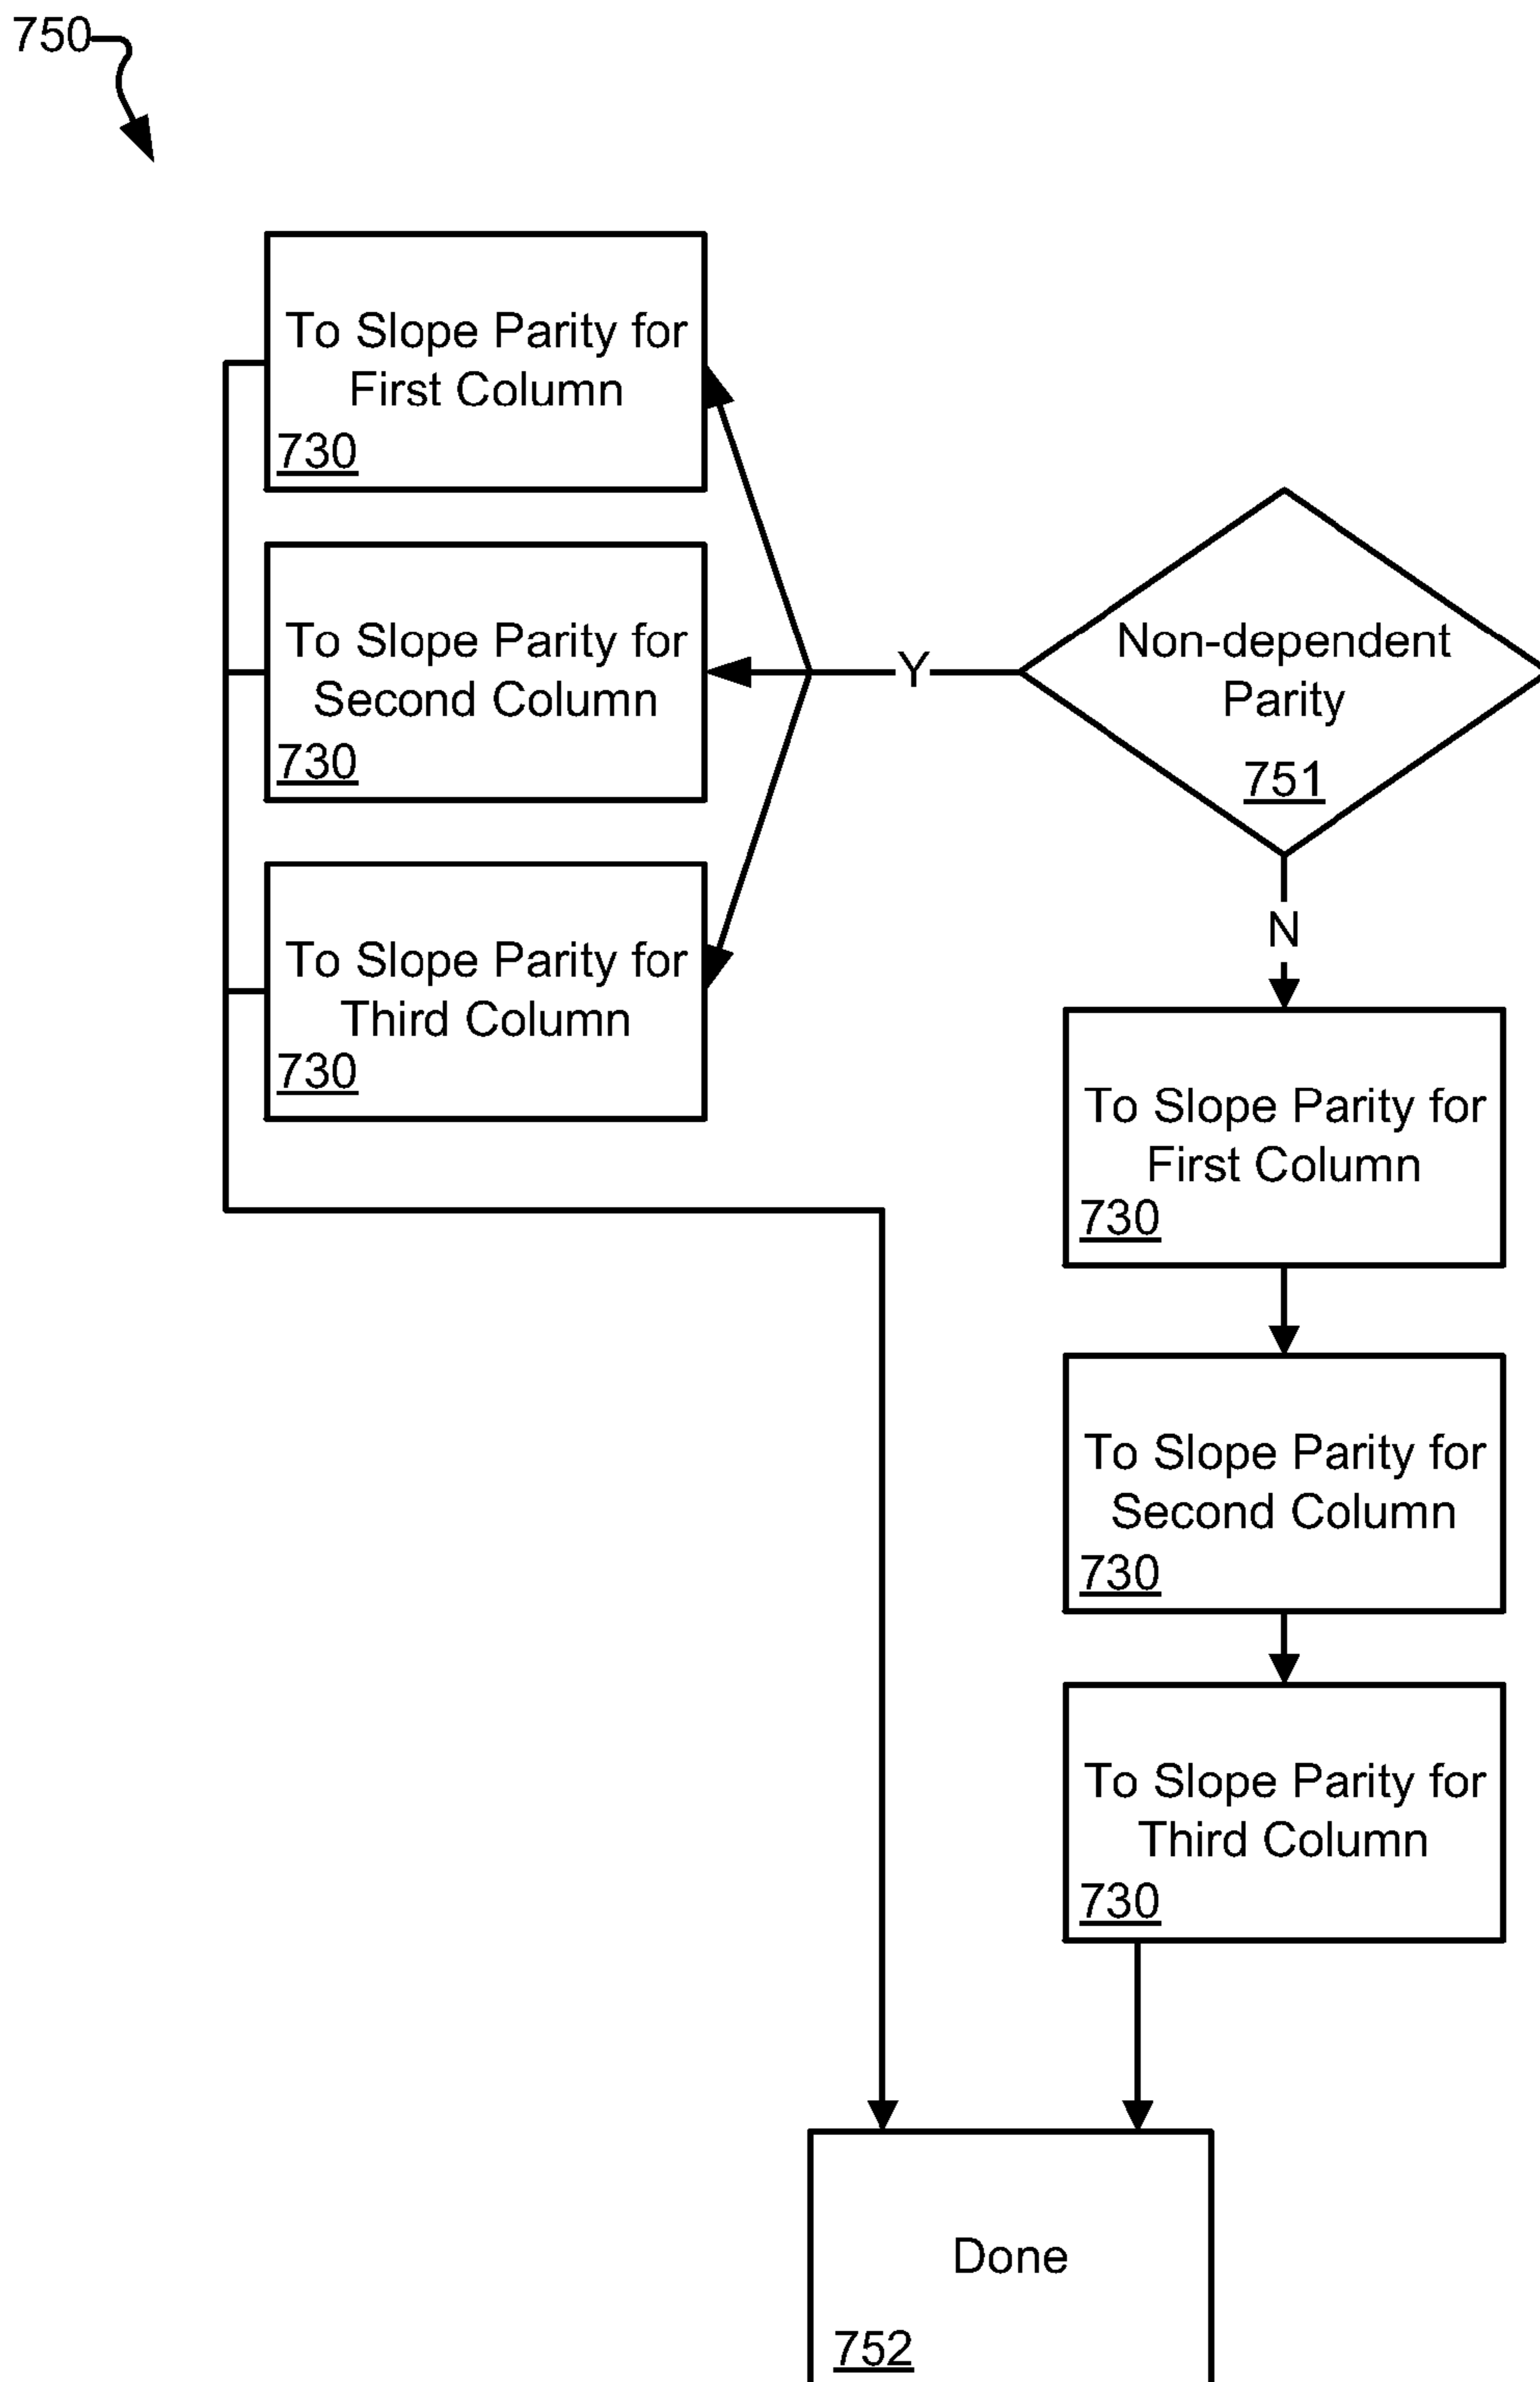 750
To Slope Parity for
First Column
730
To Slope Parity for
Second Column
730
To Slope Parity for
Third Column
730
Y
Non-dependent
Parity
751
N
To Slope Parity for
First Column
730
To Slope Parity for
Second Column
730
To Slope Parity for
Third Column
730
Done
752